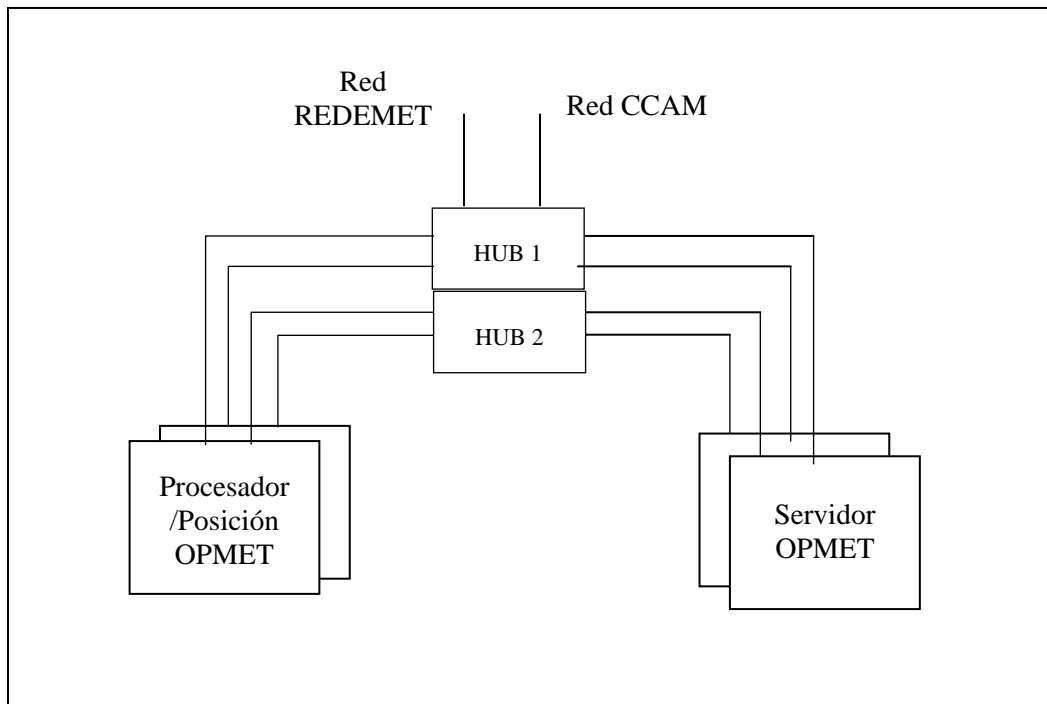 Red
REDEMET
Red CCAM
HUB 1
HUB 2
Procesador
/Posición
OPMET
Servidor
OPMET